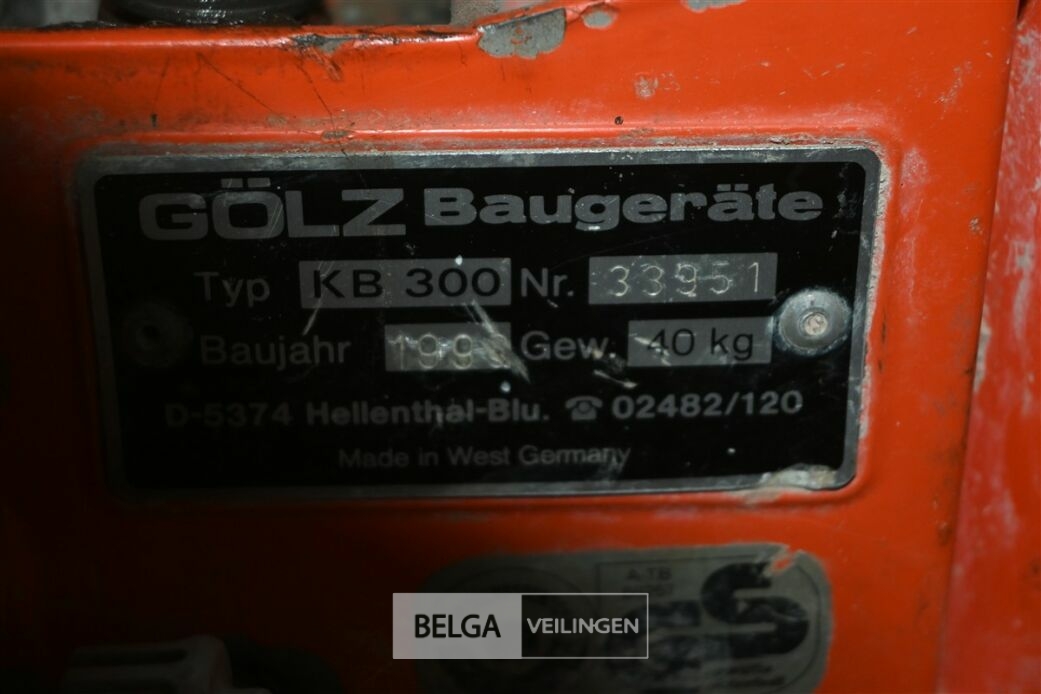 GÖLZ Baugeräte
Typ KB 300 Nr. 33951
Baujahr Gew. 40 kg
D-5374 Hellenthal-Blu. ☎ 02482/120
Made in West Germany
A-TB
BELGA VEILINGEN